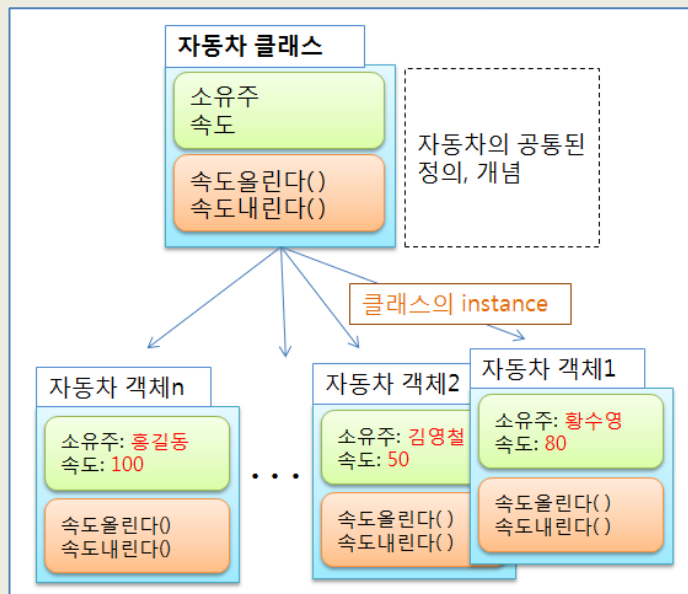 자동차 클래스
소유주
속도
속도올린다( )
속도내린다( )
자동차의 공통된
정의, 개념
클래스의 instance
자동차 객체n
소유주: 홍길동
속도: 100
속도올린다()
속도내린다()
. . .
자동차 객체2
소유주: 김영철
속도: 50
속도올린다( )
속도내린다( )
자동차 객체1
소유주: 황수영
속도: 80
속도올린다( )
속도내린다( )